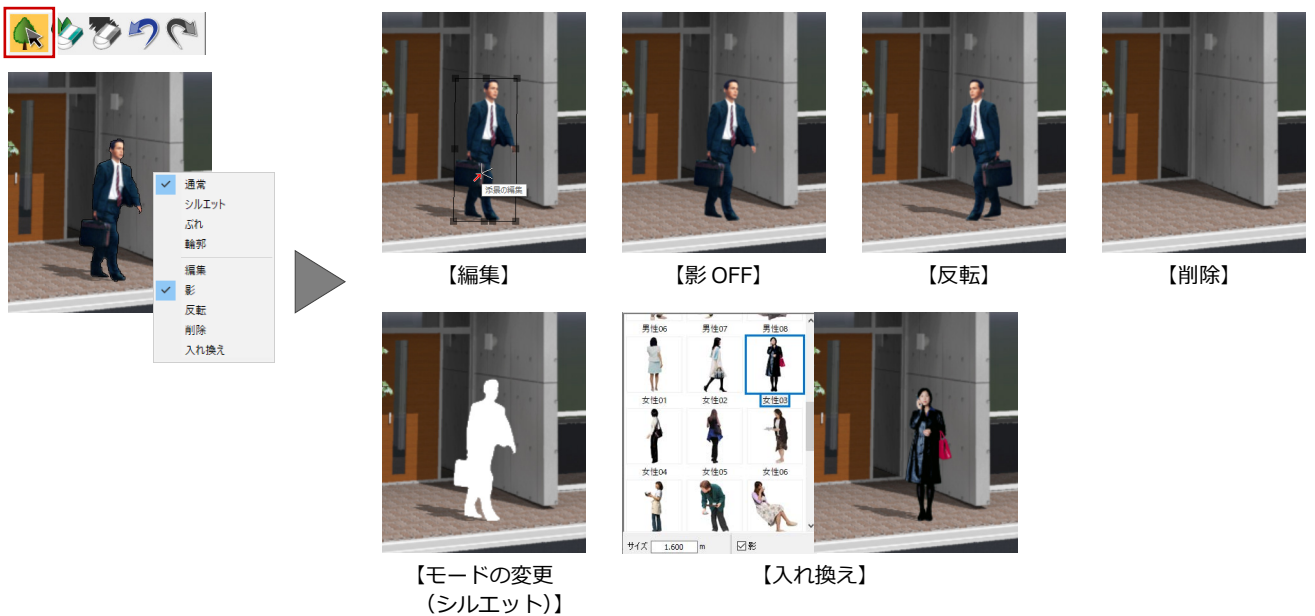 通常
シルエット
ぶれ
輪郭
編集
影
反転
削除
入れ換え
添景の編集
【編集】
【影 OFF】
【反転】
【削除】
男性06
男性07
男性08
女性01
女性02
女性03
女性04
女性05
女性06
サイズ 1.600 m 影
【モードの変更
（シルエット）】
【入れ換え】